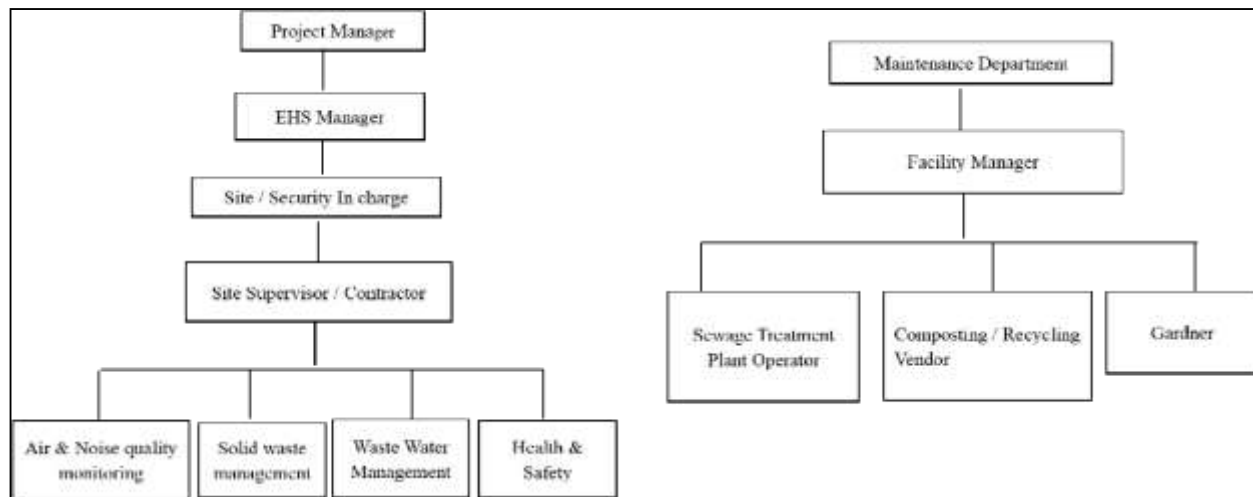 Project Manager
EHS Manager
Site / Security In charge
Site Supervisor / Contractor
Air & Noise quality
monitoring
Solid waste
management
Waste Water
Management
Health &
Safety
Maintenance Department
Facility Manager
Sewage Treatment
Plant Operator
Composting / Recycling
Vendor
Gardner